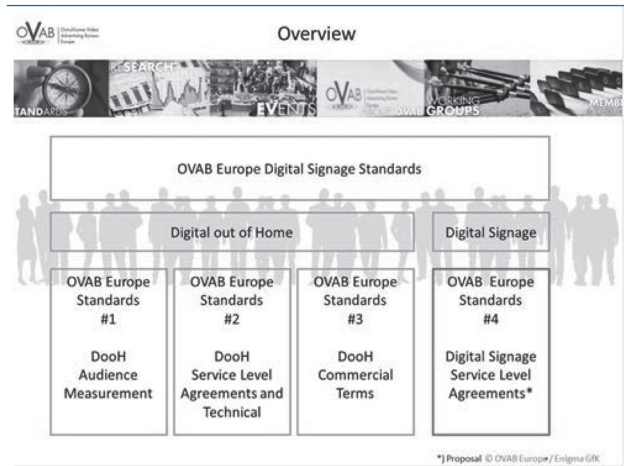 OVAB
Overview
STANDARDS
RESEARCH
EVENTS
OVAB
WORKING
OVAB GROUPS
MEMB
OVAB Europe Digital Signage Standards
Digital out of Home
Digital Signage
OVAB Europe
Standards
#1
DooH
Audience
Measurement
OVAB Europe
Standards
#2
DooH
Service Level
Agreements and
Technical
OVAB Europe
Standards
#3
DooH
Commercial
Terms
OVAB Europe
Standards
#4
Digital Signage
Service Level
Agreements*
*) Proposal © OVAB Europe / Enigma GfK